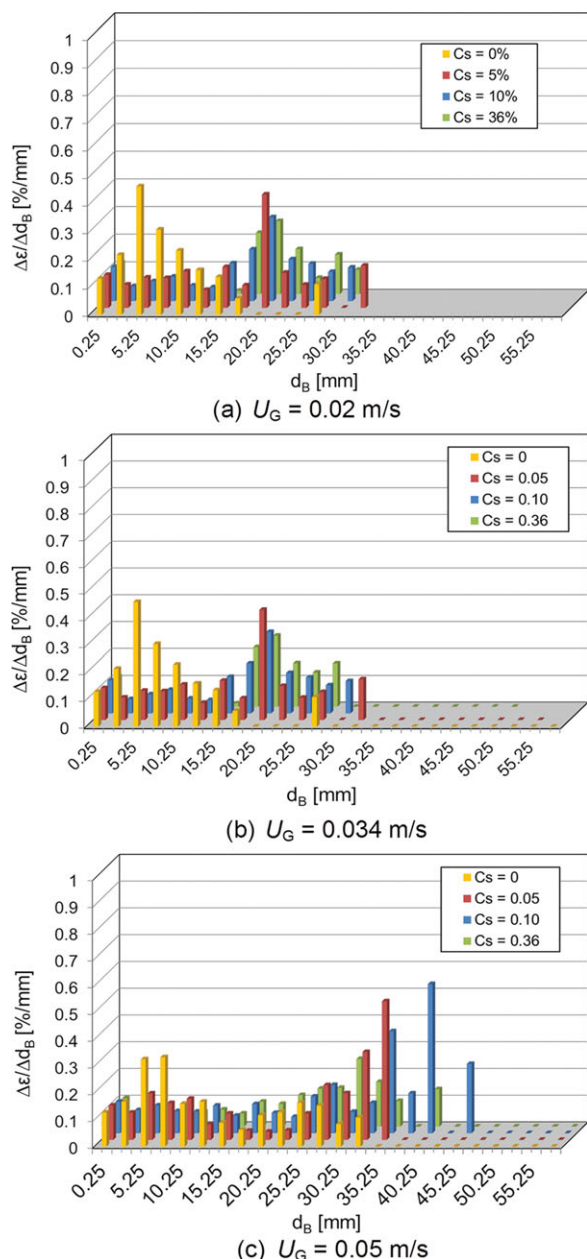 1
0.9
0.8
0.7
0.6
0.5
0.4
0.3
0.2
0.1
0
Δε/Δd_B [%/mm]
Cs = 0%
Cs = 5%
Cs = 10%
Cs = 36%
0.25 5.25 10.25 15.25 20.25 25.25 30.25 35.25 40.25 45.25 50.25 55.25
d_B [mm]
(a) U_G = 0.02 m/s
1
0.9
0.8
0.7
0.6
0.5
0.4
0.3
0.2
0.1
0
Δε/Δd_B [%/mm]
Cs = 0
Cs = 0.05
Cs = 0.10
Cs = 0.36
0.25 5.25 10.25 15.25 20.25 25.25 30.25 35.25 40.25 45.25 50.25 55.25
d_B [mm]
(b) U_G = 0.034 m/s
1
0.9
0.8
0.7
0.6
0.5
0.4
0.3
0.2
0.1
0
Δε/Δd_B [%/mm]
Cs = 0
Cs = 0.05
Cs = 0.10
Cs = 0.36
0.25 5.25 10.25 15.25 20.25 25.25 30.25 35.25 40.25 45.25 50.25 55.25
d_B [mm]
(c) U_G = 0.05 m/s